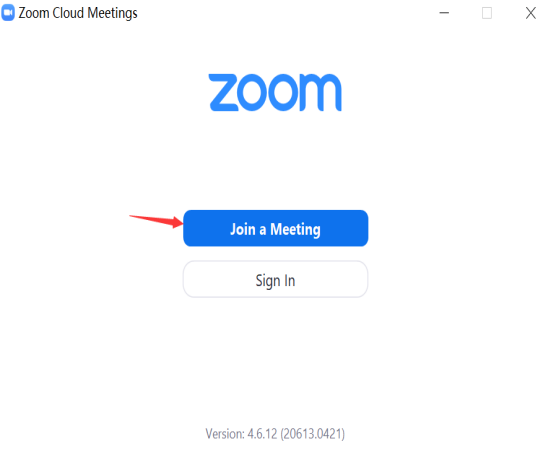 Zoom Cloud Meetings
zoom
Join a Meeting
Sign In
Version: 4.6.12 (20613.0421)